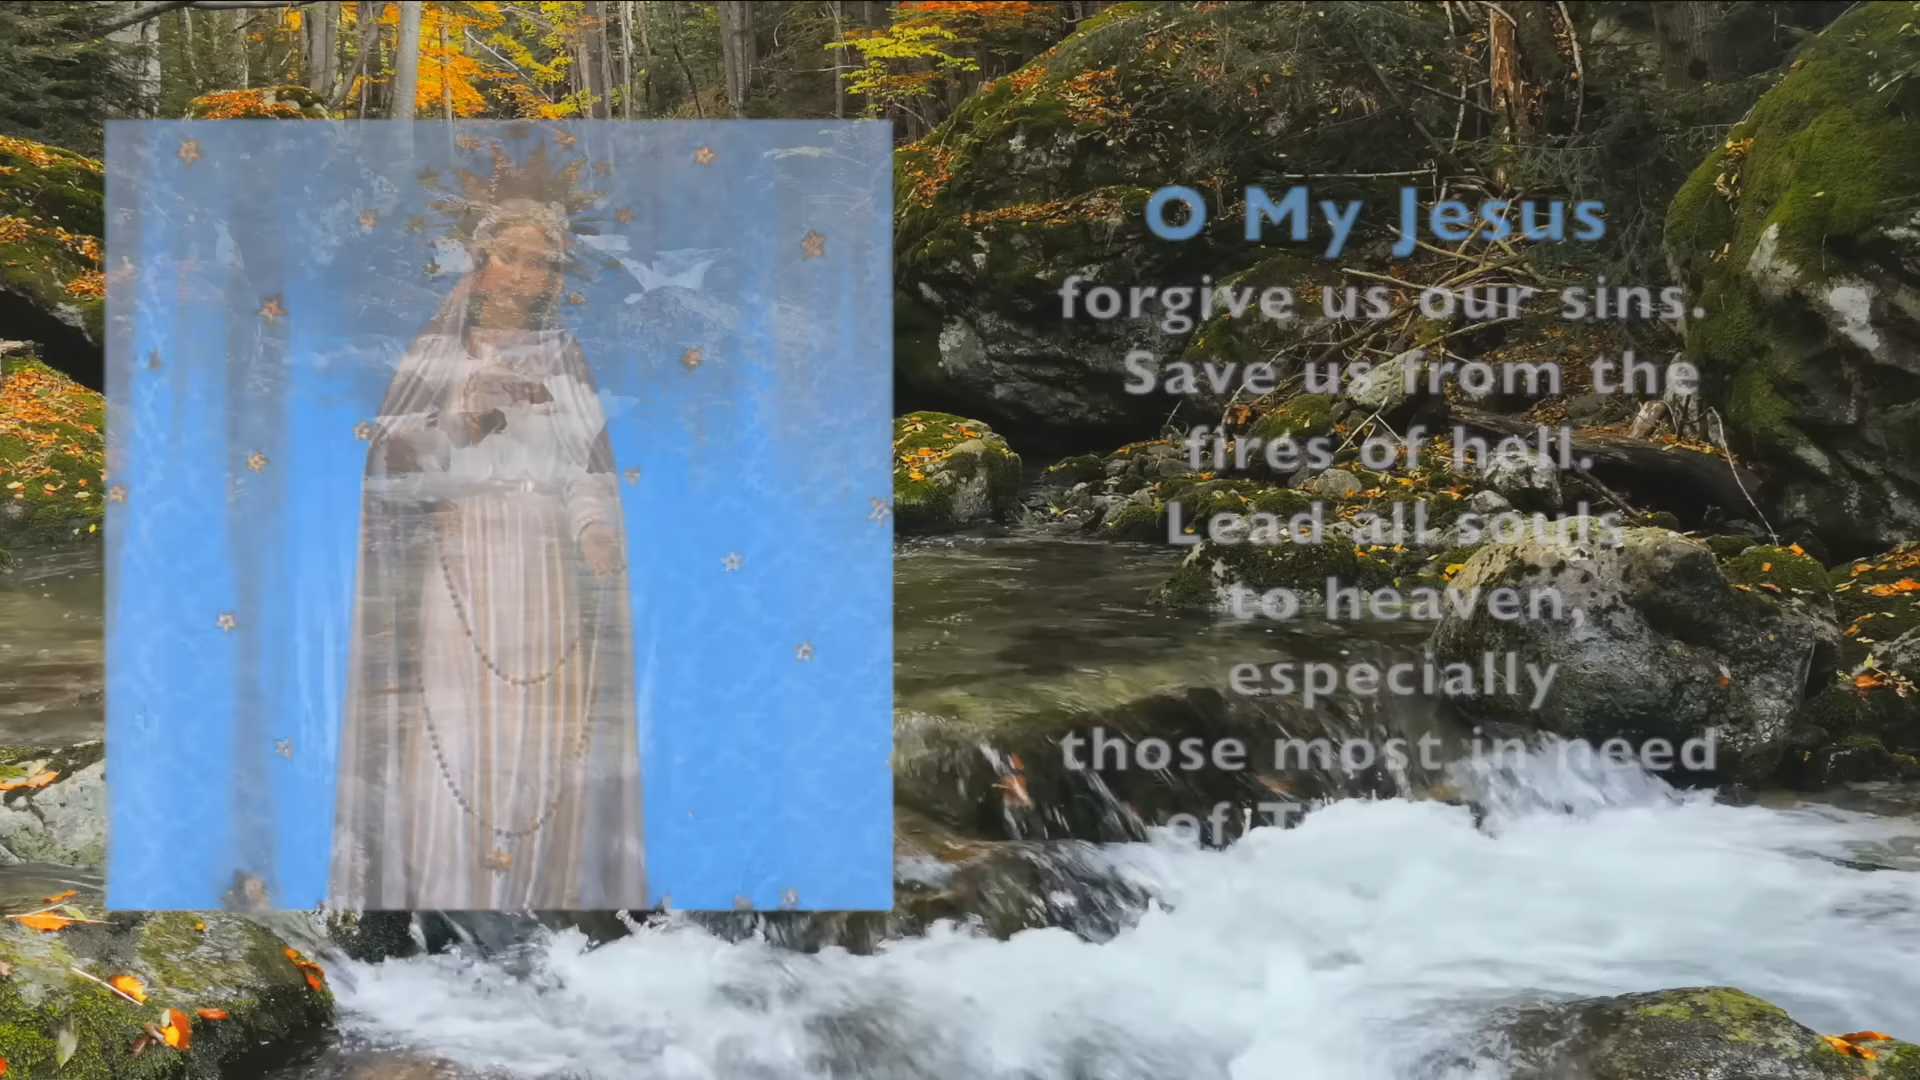 O My Jesus
forgive us our sins.
Save us from the
fires of hell.
Lead all souls
to heaven,
especially
those most in need
of